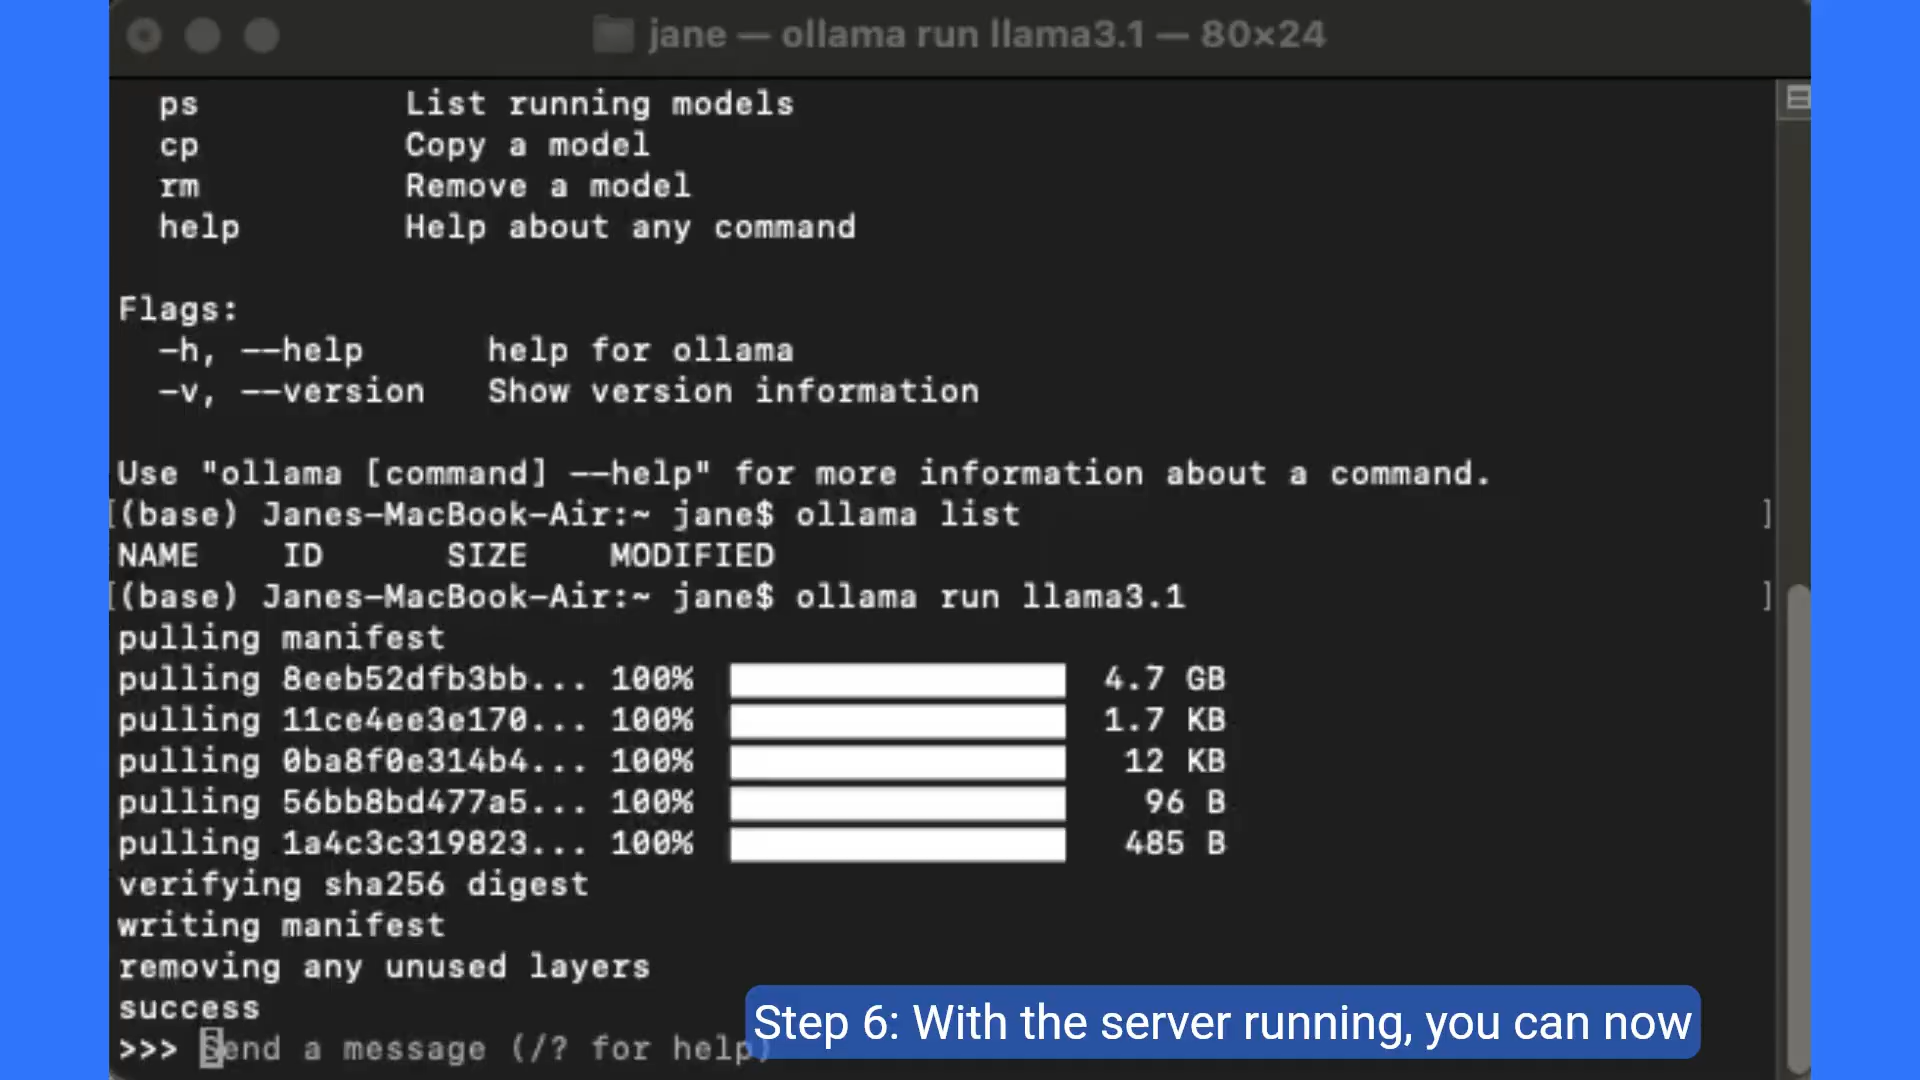 jane — ollama run llama3.1 — 80×24
ps List running models
cp Copy a model
rm Remove a model
help Help about any command
Flags:
-h, --help help for ollama
-v, --version Show version information
Use "ollama [command] --help" for more information about a command.
[(base) Janes-MacBook-Air:~ jane$ ollama list ]
NAME ID SIZE MODIFIED
[(base) Janes-MacBook-Air:~ jane$ ollama run llama3.1 ]
pulling manifest
pulling 8eeb52dfb3bb... 100% 4.7 GB
pulling 11ce4ee3e170... 100% 1.7 KB
pulling 0ba8f0e314b4... 100% 12 KB
pulling 56bb8bd477a5... 100% 96 B
pulling 1a4c3c319823... 100% 485 B
verifying sha256 digest
writing manifest
removing any unused layers
success
>>> Send a message (/? for help)
Step 6: With the server running, you can now